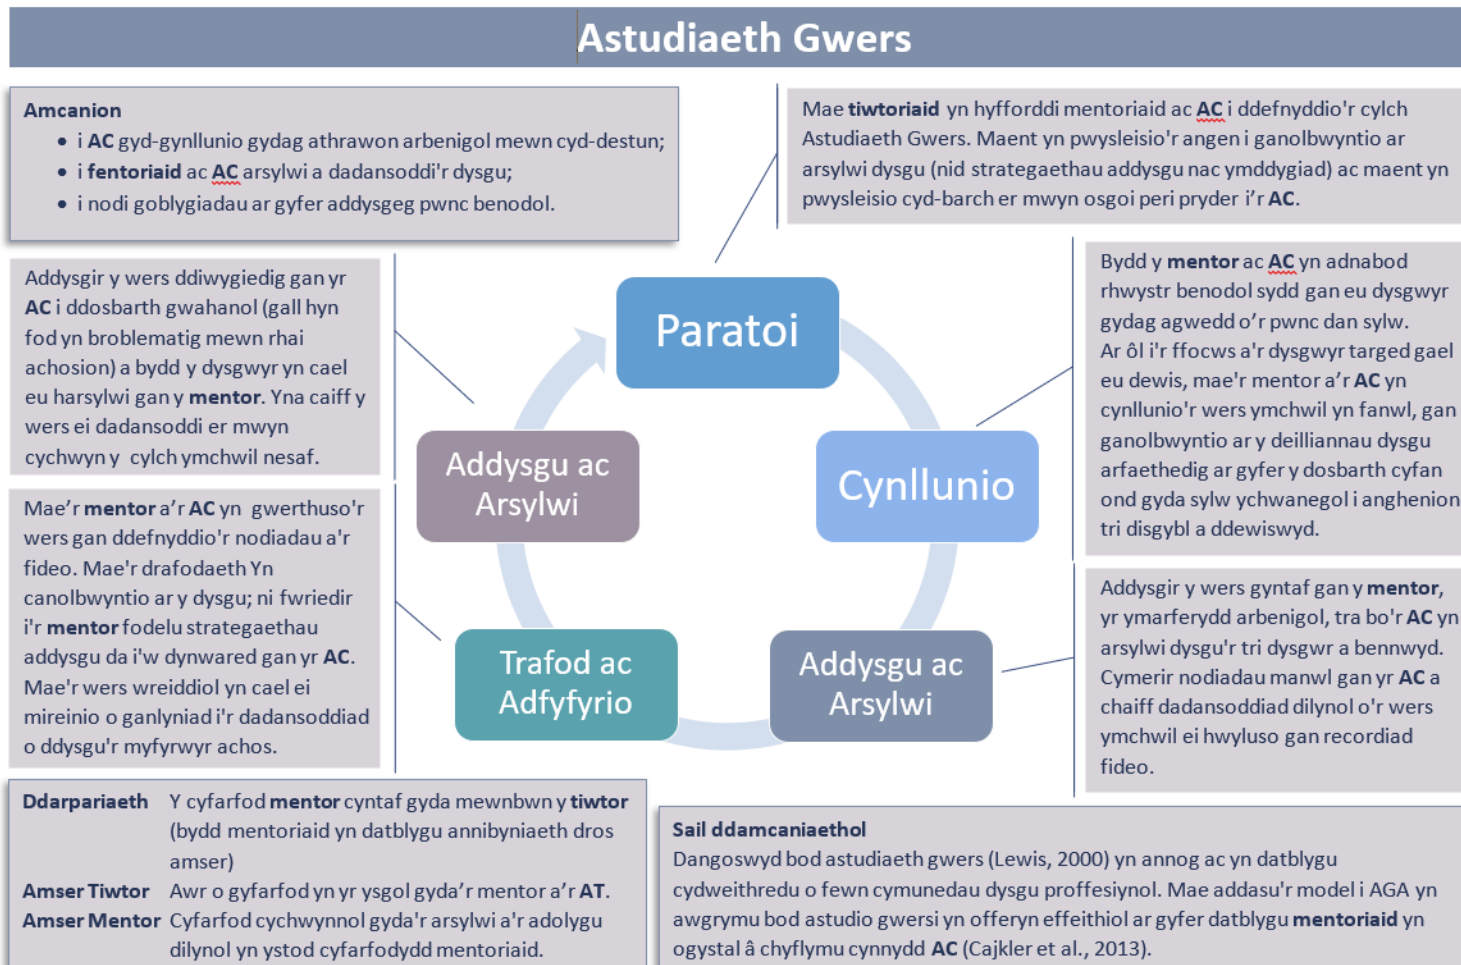 Astudiaeth Gwers
Amcanion
• i AC gyd-gynllunio gydag athrawon arbenigol mewn cyd-destun;
• i fentoriaid ac AC arsylwi a dadansoddi'r dysgu;
• i nodi goblygiadau ar gyfer addysgeg pwnc benodol.
Mae tiwtoriaid yn hyfforddi mentoriaid ac AC i ddefnyddio'r cylch
Astudiaeth Gwers. Maent yn pwysleisio'r angen i ganolbwyntio ar
arsylwi dysgu (nid strategaethau addysgu nac ymddygiad) ac maent yn
pwysleisio cyd-barch er mwyn osgoi peri pryder i'r AC.
Addysgir y wers ddiwygiedig gan yr
AC i ddosbarth gwahanol (gall hyn
fod yn broblematig mewn rhai
achosion) a bydd y dysgwyr yn cael
eu harsylwi gan y mentor. Yna caiff y
wers ei dadansoddi er mwyn
cychwyn y cylch ymchwil nesaf.
Paratoi
Bydd y mentor ac AC yn adnabod
rhwystr benodol sydd gan eu dysgwyr
gydag agwedd o'r pwnc dan sylw.
Ar ôl i'r ffocws a'r dysgwyr targed gael
eu dewis, mae'r mentor a'r AC yn
cynllunio'r wers ymchwil yn fanwl, gan
ganolbwyntio ar y deilliannau dysgu
arfaethedig ar gyfer y dosbarth cyfan
ond gyda sylw ychwanegol i anghenion
tri disgybl a ddewiswyd.
Addysgu ac
Arsylwi
Cynllunio
Mae'r mentor a'r AC yn gwerthuso'r
wers gan ddefnyddio'r nodiadau a'r
fideo. Mae'r drafodaeth Yn
canolbwyntio ar y dysgu; ni fwriedir
i'r mentor fodelu strategaethau
addysgu da i'w dynwared gan yr AC.
Mae'r wers wreiddiol yn cael ei
mireinio o ganlyniad i'r dadansoddiad
o ddysgu'r myfyrwyr achos.
Trafod ac
Adfyfyrio
Addysgu ac
Arsylwi
Addysgir y wers gyntaf gan y mentor,
yr ymarferydd arbenigol, tra bo'r AC yn
arsylwi dysgu'r tri dysgwr a bennwyd.
Cymerir nodiadau manwl gan yr AC a
chaiff dadansoddiad dilynol o'r wers
ymchwil ei hwyluso gan recordiad
fideo.
Ddarpariaeth Y cyfarfod mentor cyntaf gyda mewnbwn y tiwtor
(bydd mentoriaid yn datblygu annibyniaeth dros
amser)
Amser Tiwtor Awr o gyfarfod yn yr ysgol gyda'r mentor a'r AT.
Amser Mentor Cyfarfod cychwynnol gyda'r arsylwi a'r adolygu
dilynol yn ystod cyfarfodydd mentoriaid.
Sail ddamcaniaethol
Dangoswyd bod astudiaeth gwers (Lewis, 2000) yn annog ac yn datblygu
cydweithredu o fewn cymunedau dysgu proffesiynol. Mae addasu'r model i AGA yn
awgrymu bod astudio gwersi yn offeryn effeithiol ar gyfer datblygu mentoriaid yn
ogystal â chyflymu cynnydd AC (Cajkler et al., 2013).